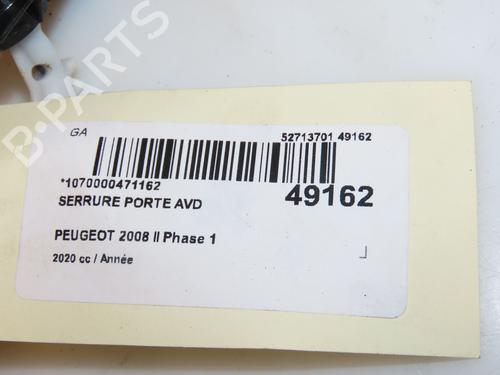 B-PARTS
GA
52713701 49162
*1070000471162
49162
SERRURE PORTE AVD
PEUGEOT 2008 II Phase 1
2020 cc / Année